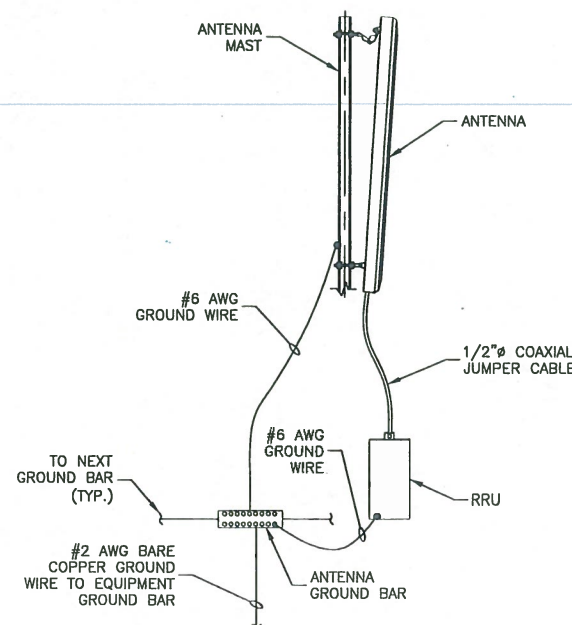 ANTENNA
MAST
ANTENNA
#6 AWG
GROUND WIRE
1/2"ø COAXIAL
JUMPER CABLE
#6 AWG
GROUND
WIRE
TO NEXT
GROUND BAR
(TYP.)
RRU
#2 AWG BARE
COPPER GROUND
WIRE TO EQUIPMENT
GROUND BAR
ANTENNA
GROUND BAR